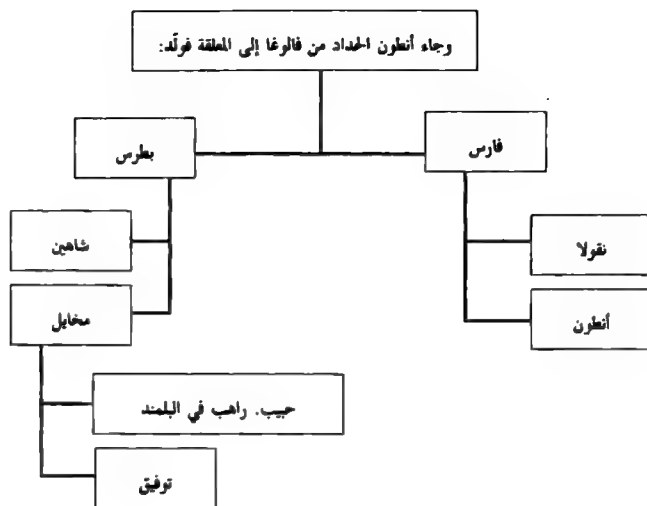 وجاء أنطون الحداد من فالوغا إلى المعلقة فولّد:
فارس
بطرس
نقولا
أنطون
شاهين
مخايل
حبيب. راهب في البلمند
توفيق